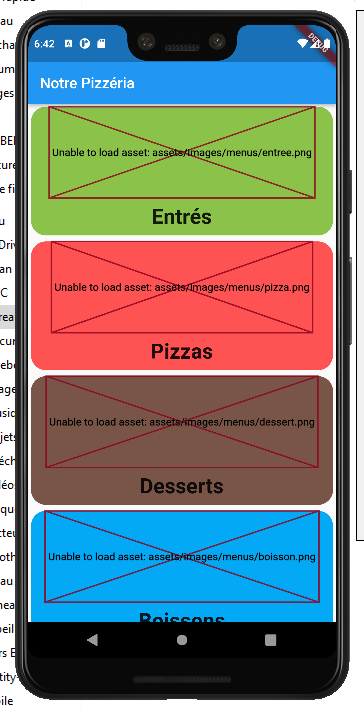 6:42
DEBUG
Notre Pizzéria
Unable to load asset: assets/images/menus/entree.png
Entrés
Unable to load asset: assets/images/menus/pizza.png
Pizzas
Unable to load asset: assets/images/menus/dessert.png
Desserts
Unable to load asset: assets/images/menus/boisson.png
Boissons